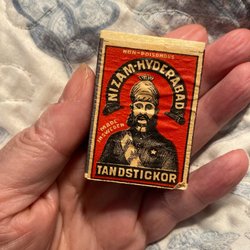 NON-POISONOUS
NIZAM-HYDERABAD
MADE
IN SWEDEN
TANDSTICKOR